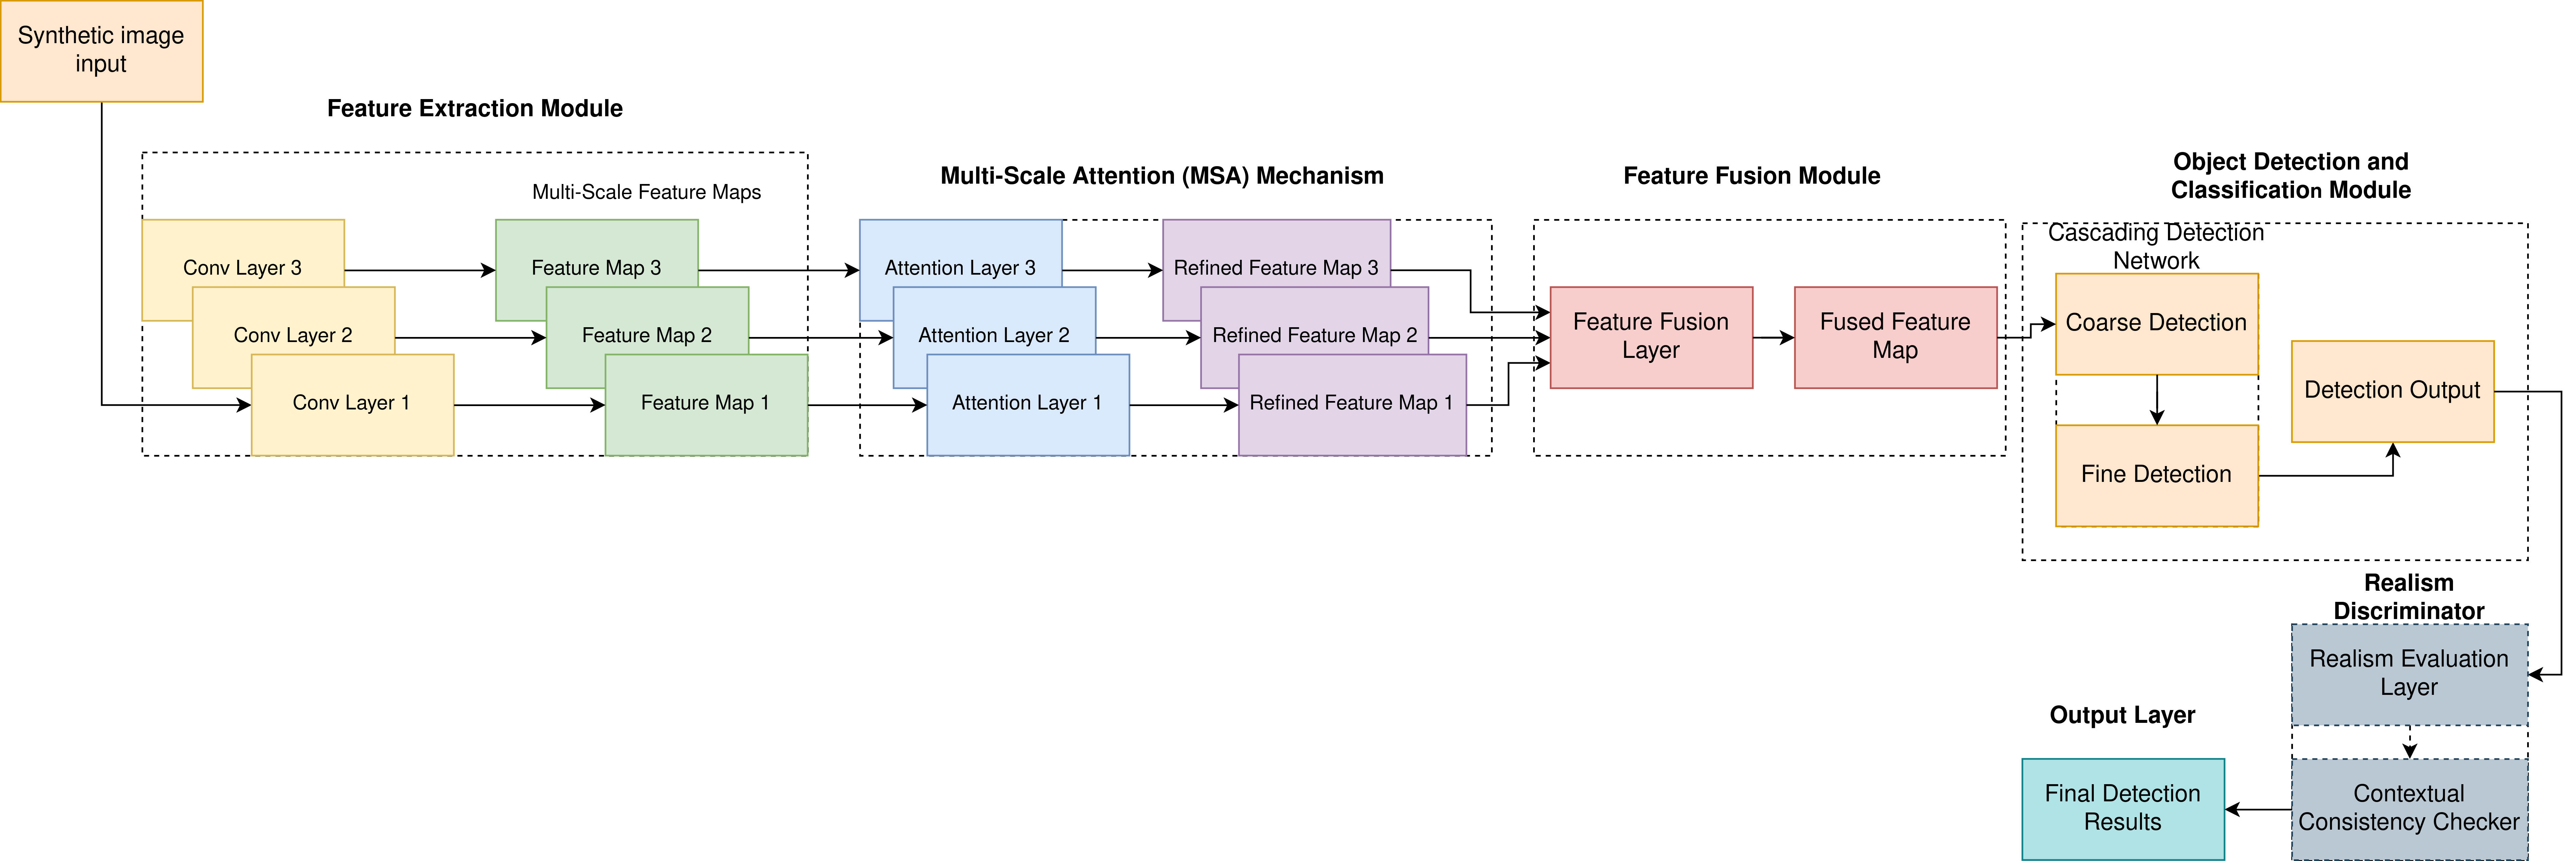 Synthetic image
input
Feature Extraction Module
Multi-Scale Feature Maps
Conv Layer 3
Conv Layer 2
Conv Layer 1
Feature Map 3
Feature Map 2
Feature Map 1
Multi-Scale Attention (MSA) Mechanism
Attention Layer 3
Attention Layer 2
Attention Layer 1
Refined Feature Map 3
Refined Feature Map 2
Refined Feature Map 1
Feature Fusion Module
Feature Fusion
Layer
Fused Feature
Map
Object Detection and
Classification Module
Cascading Detection
Network
Coarse Detection
Fine Detection
Detection Output
Realism
Discriminator
Realism Evaluation
Layer
Contextual
Consistency Checker
Output Layer
Final Detection
Results